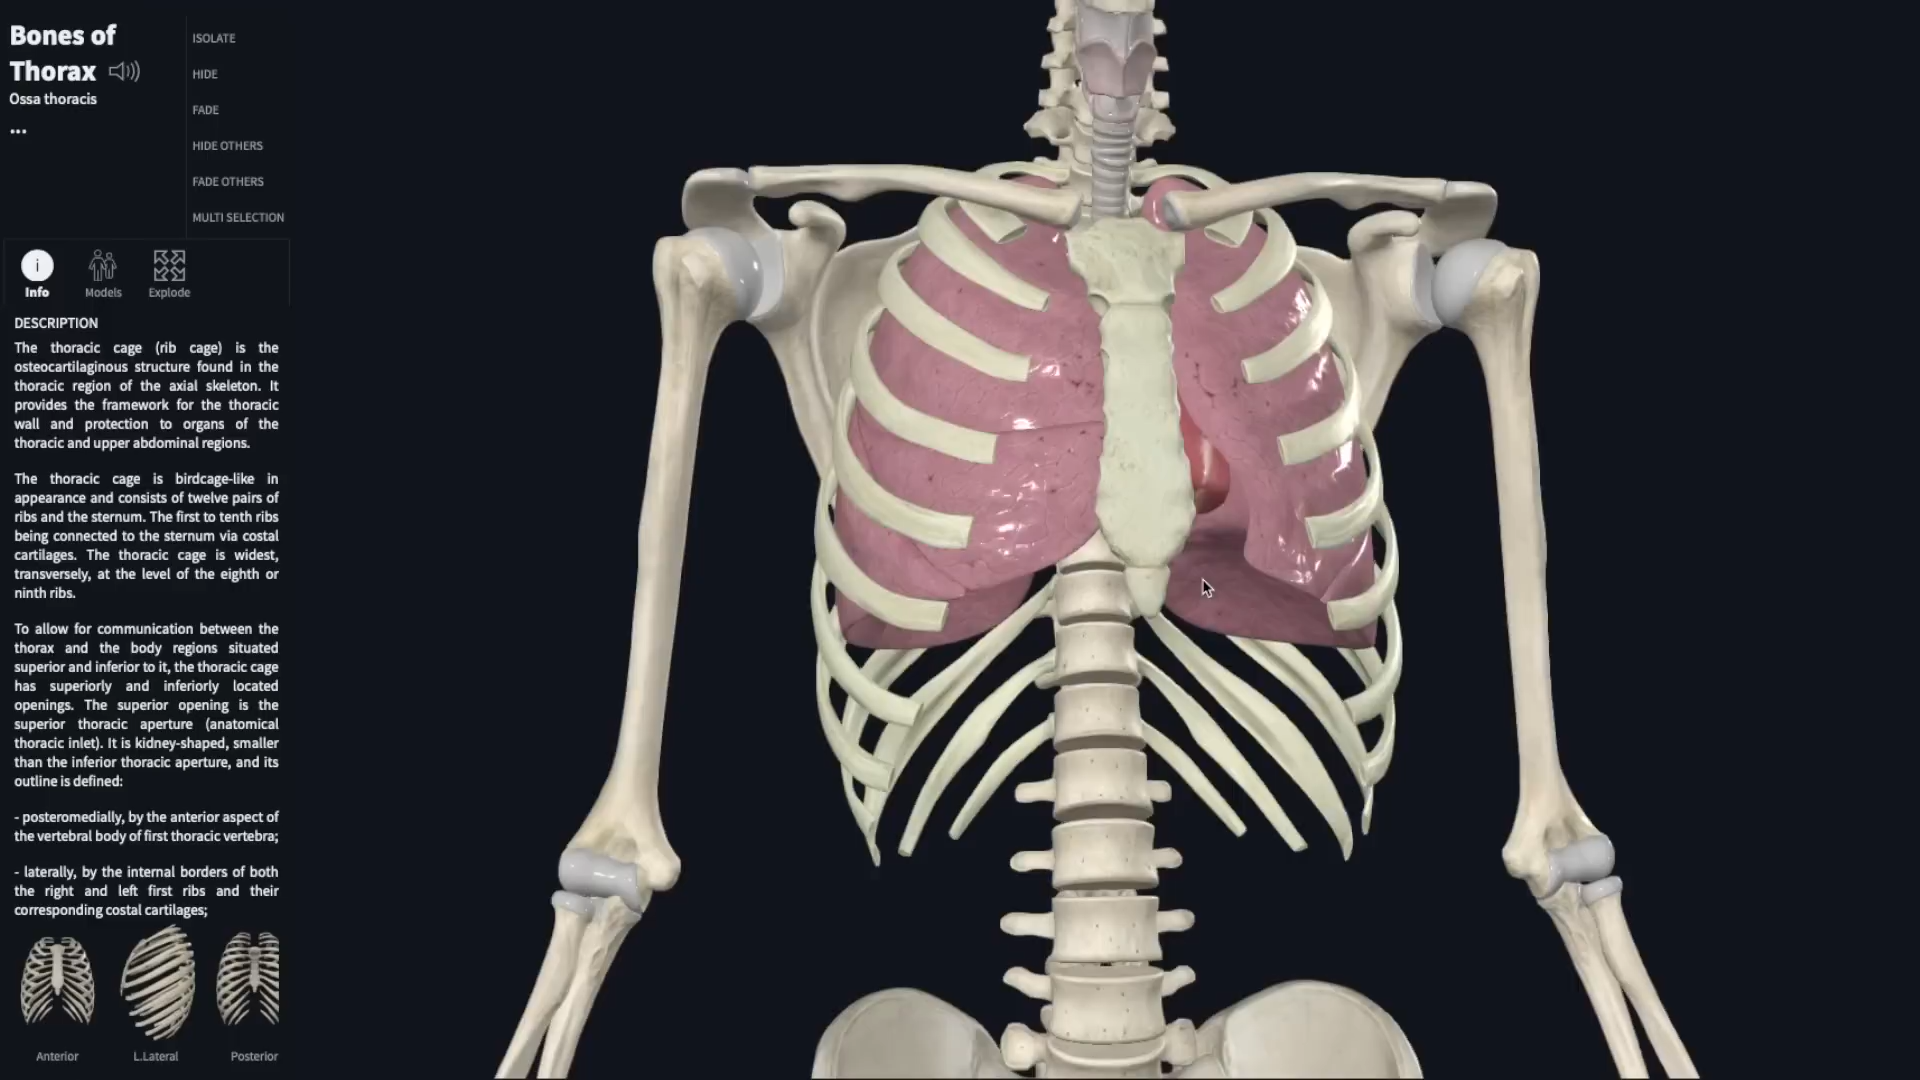 Bones of
Thorax
Ossa thoracis
...
ISOLATE
HIDE
FADE
HIDE OTHERS
FADE OTHERS
MULTI SELECTION
i
Info
Models
Explode
DESCRIPTION
The thoracic cage (rib cage) is the
osteocartilaginous structure found in the
thoracic region of the axial skeleton. It
provides the framework for the thoracic
wall and protection to organs of the
thoracic and upper abdominal regions.
The thoracic cage is birdcage-like in
appearance and consists of twelve pairs of
ribs and the sternum. The first to tenth ribs
being connected to the sternum via costal
cartilages. The thoracic cage is widest,
transversely, at the level of the eighth or
ninth ribs.
To allow for communication between the
thorax and the body regions situated
superior and inferior to it, the thoracic cage
has superiorly and inferiorly located
openings. The superior opening is the
superior thoracic aperture (anatomical
thoracic inlet). It is kidney-shaped, smaller
than the inferior thoracic aperture, and its
outline is defined:
- posteromedially, by the anterior aspect of
the vertebral body of first thoracic vertebra;
- laterally, by the internal borders of both
the right and left first ribs and their
corresponding costal cartilages;
Anterior
L.Lateral
Posterior